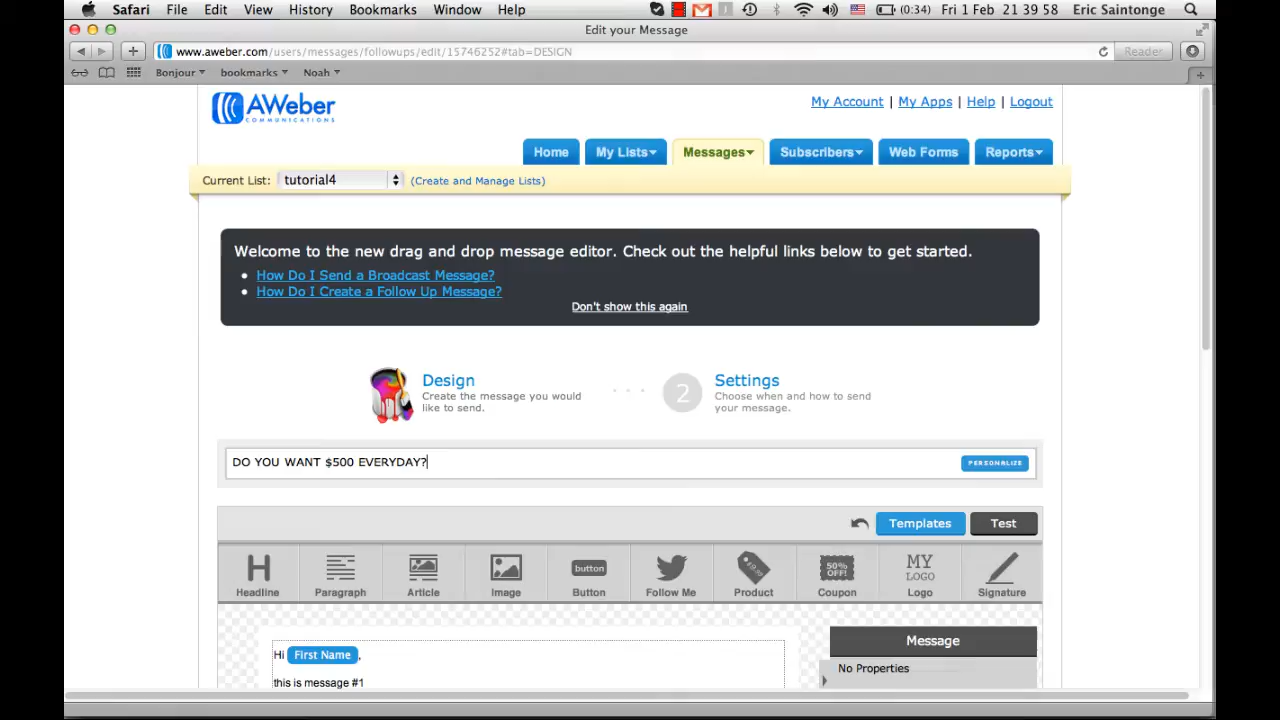 Safari File Edit View History Bookmarks Window Help (0:34) Fri 1 Feb 21 39 58 Eric Saintonge
Edit your Message
www.aweber.com/users/messages/followups/edit/15746252#tab=DESIGN Reader
Bonjour bookmarks Noah
AWeber
COMMUNICATIONS
My Account | My Apps | Help | Logout
Home My Lists Messages Subscribers Web Forms Reports
Current List: tutorial4 (Create and Manage Lists)
Welcome to the new drag and drop message editor. Check out the helpful links below to get started.
• How Do I Send a Broadcast Message?
• How Do I Create a Follow Up Message?
Don't show this again
Design
Create the message you would
like to send.
2
Settings
Choose when and how to send
your message.
DO YOU WANT $500 EVERYDAY? PERSONALIZE
Templates Test
H button $9.99 50% OFF! MY LOGO
Headline Paragraph Article Image Button Follow Me Product Coupon Logo Signature
Hi First Name,
this is message #1
Message
No Properties